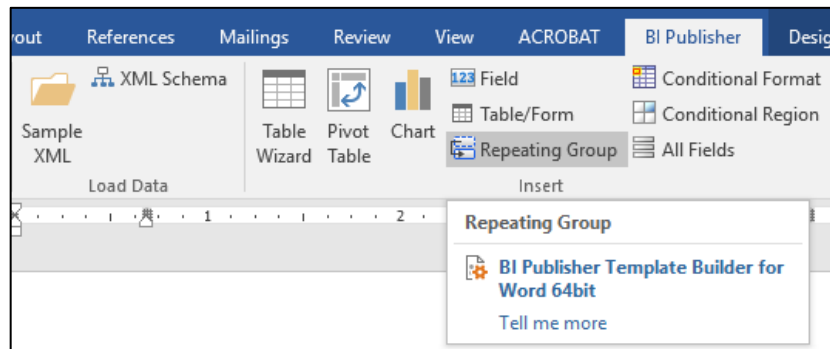 yout References Mailings Review View ACROBAT BI Publisher Desig
XML Schema
Sample
XML
Load Data
Table
Wizard
Pivot
Table
Chart
123 Field
Table/Form
Repeating Group
Conditional Format
Conditional Region
All Fields
Insert
1 2
Repeating Group
BI Publisher Template Builder for
Word 64bit
Tell me more